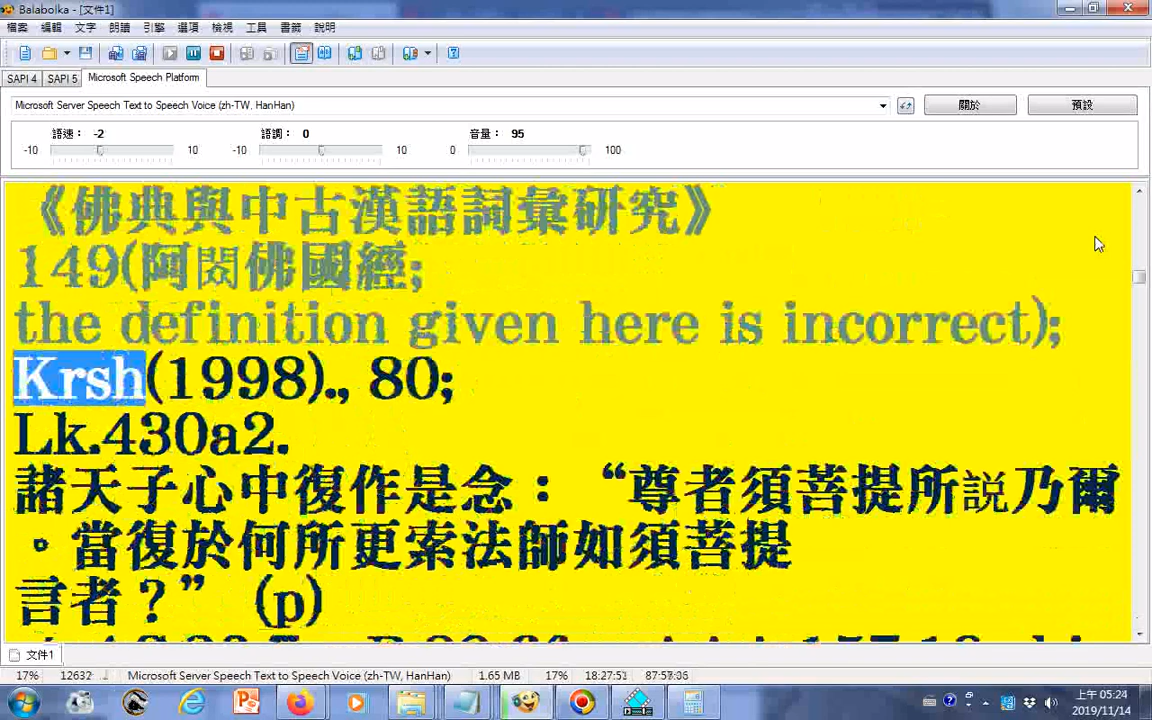 Balabolka - [文件1]
檔案 編輯 文字 朗讀 引擎 選項 檢視 工具 書籤 說明
SAPI 4 SAPI 5 Microsoft Speech Platform
Microsoft Server Speech Text to Speech Voice (zh-TW, HanHan) 關於 預設
語速： -2 語調： 0 音量： 95
-10 10 -10 10 0 100
《佛典與中古漢語詞彙研究》
149(阿閦佛國經;
the definition given here is incorrect);
Krsh(1998)., 80;
Lk.430a2.
諸天子心中復作是念：“尊者須菩提所説乃爾
。當復於何所更索法師如須菩提
言者？” (p)
文件1
17% 12632 Microsoft Server Speech Text to Speech Voice (zh-TW, HanHan) 1.65 MB 17% 18:27:51 87:57:06
上午 05:24
2019/11/14